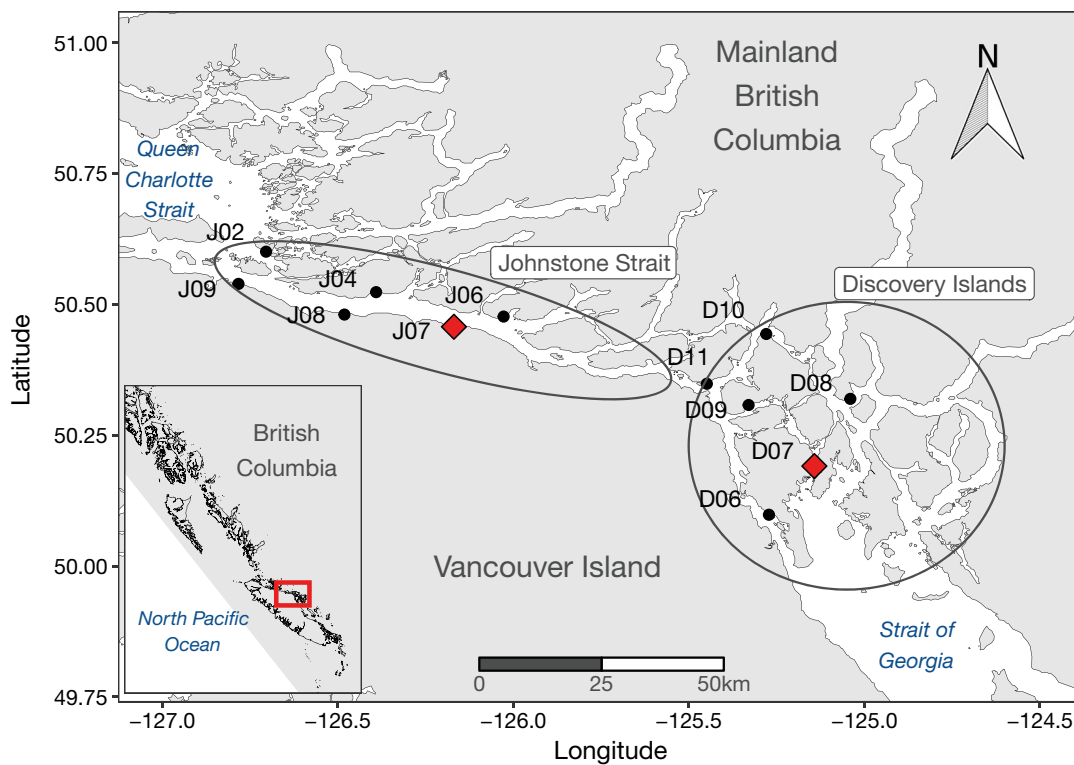 51.00
50.75
50.50
50.25
50.00
49.75
Latitude
Mainland
British
Columbia
N
Queen
Charlotte
Strait
J02
J09
J04
J08
J06
J07
Johnstone Strait
Discovery Islands
D10
D11
D08
D09
D07
D06
British
Columbia
North Pacific
Ocean
Vancouver Island
Strait of
Georgia
0 25 50km
−127.0 −126.5 −126.0 −125.5 −125.0 −124.5
Longitude